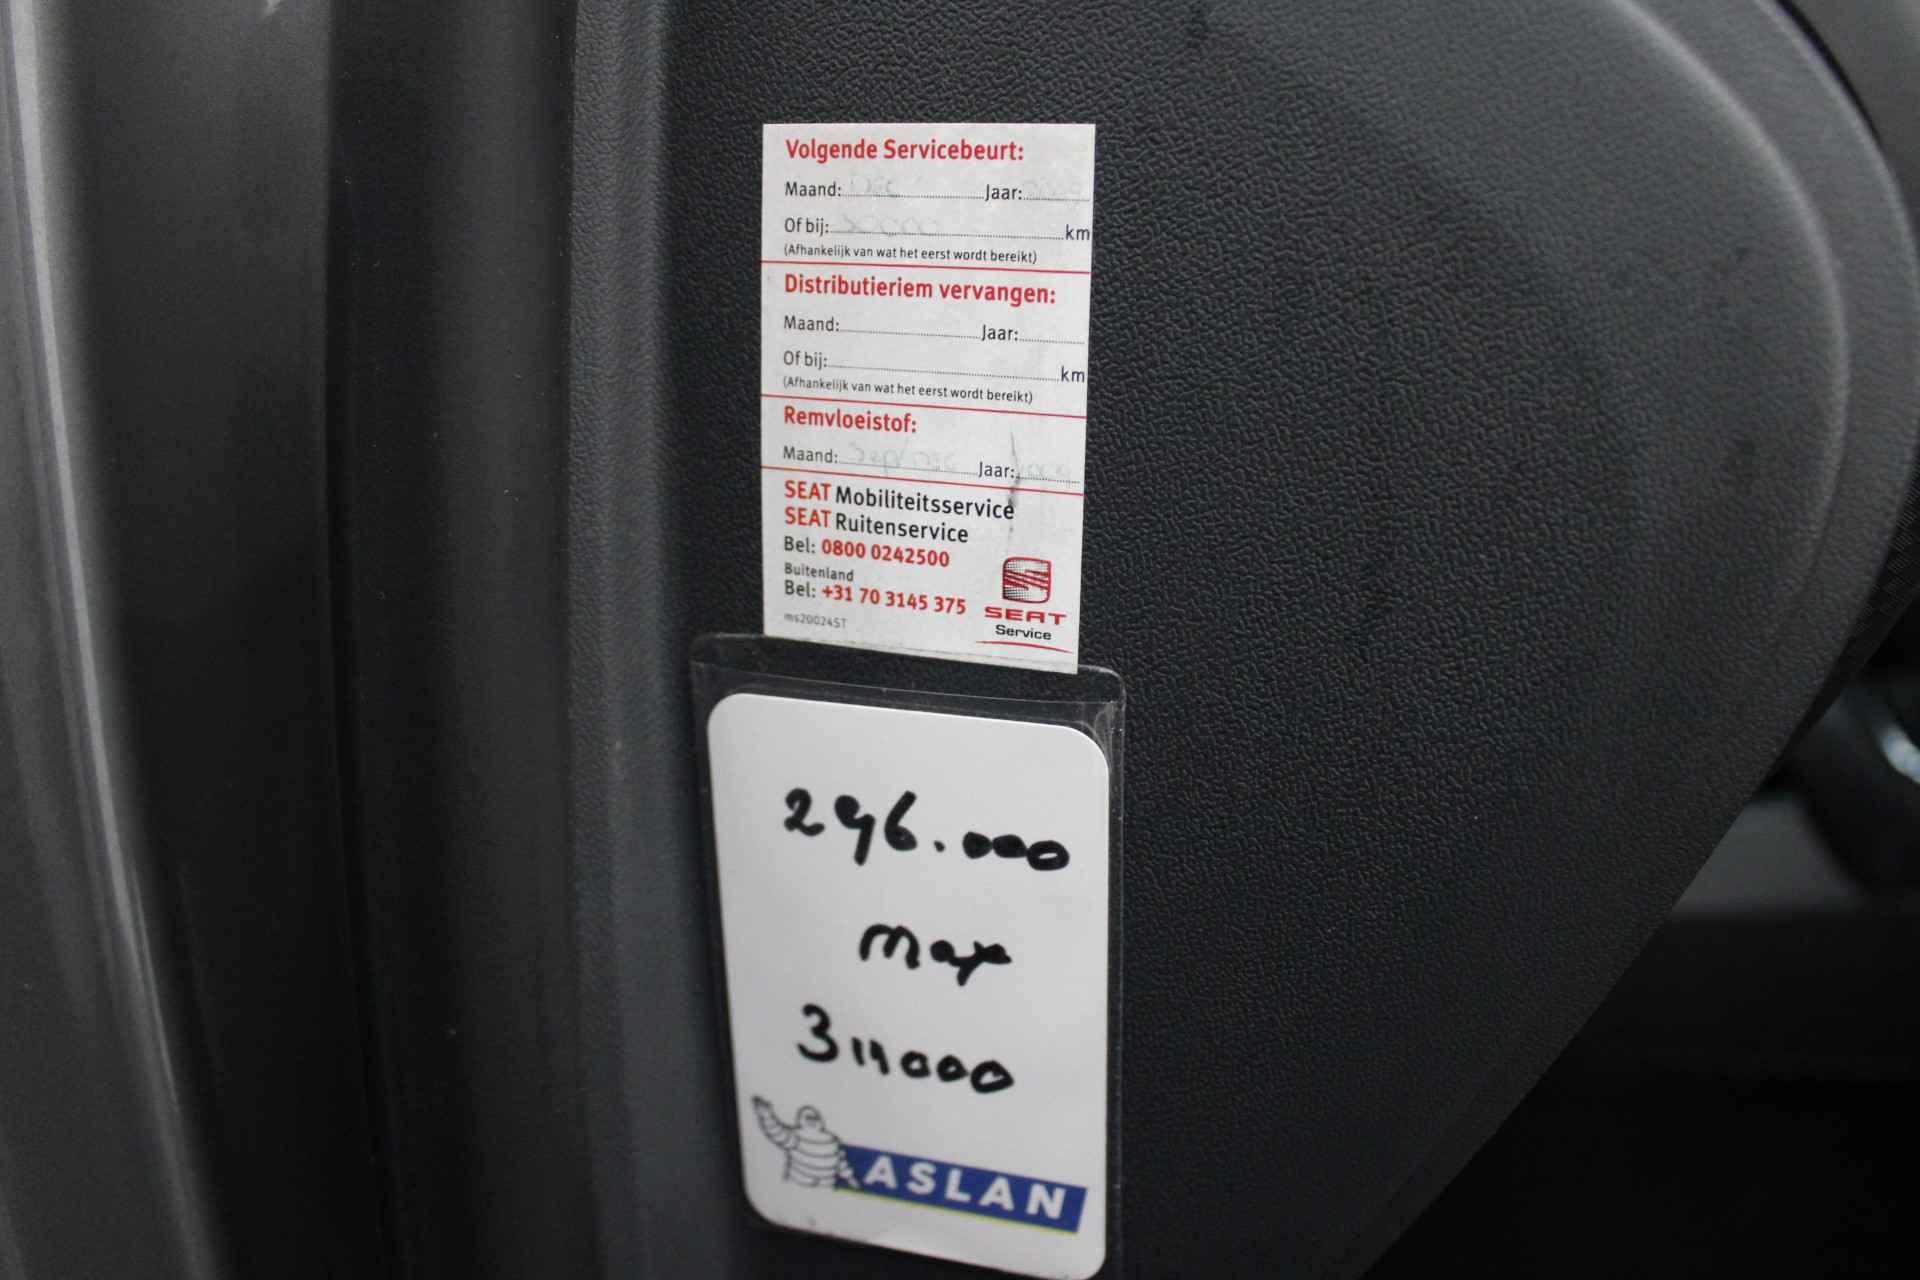 Volgende Servicebeurt:
Maand: Jaar:
Of bij: km
(Afhankelijk van wat het eerst wordt bereikt)
Distributieriem vervangen:
Maand: Jaar:
Of bij: km
(Afhankelijk van wat het eerst wordt bereikt)
Remvloeistof:
Maand: Jaar:
SEAT Mobiliteitsservice
SEAT Ruitenservice
Bel: 0800 0242500
Buitenland
Bel: +31 70 3145 375
ms20024ST
SEAT
Service
296.000
max
311000
ASLAN